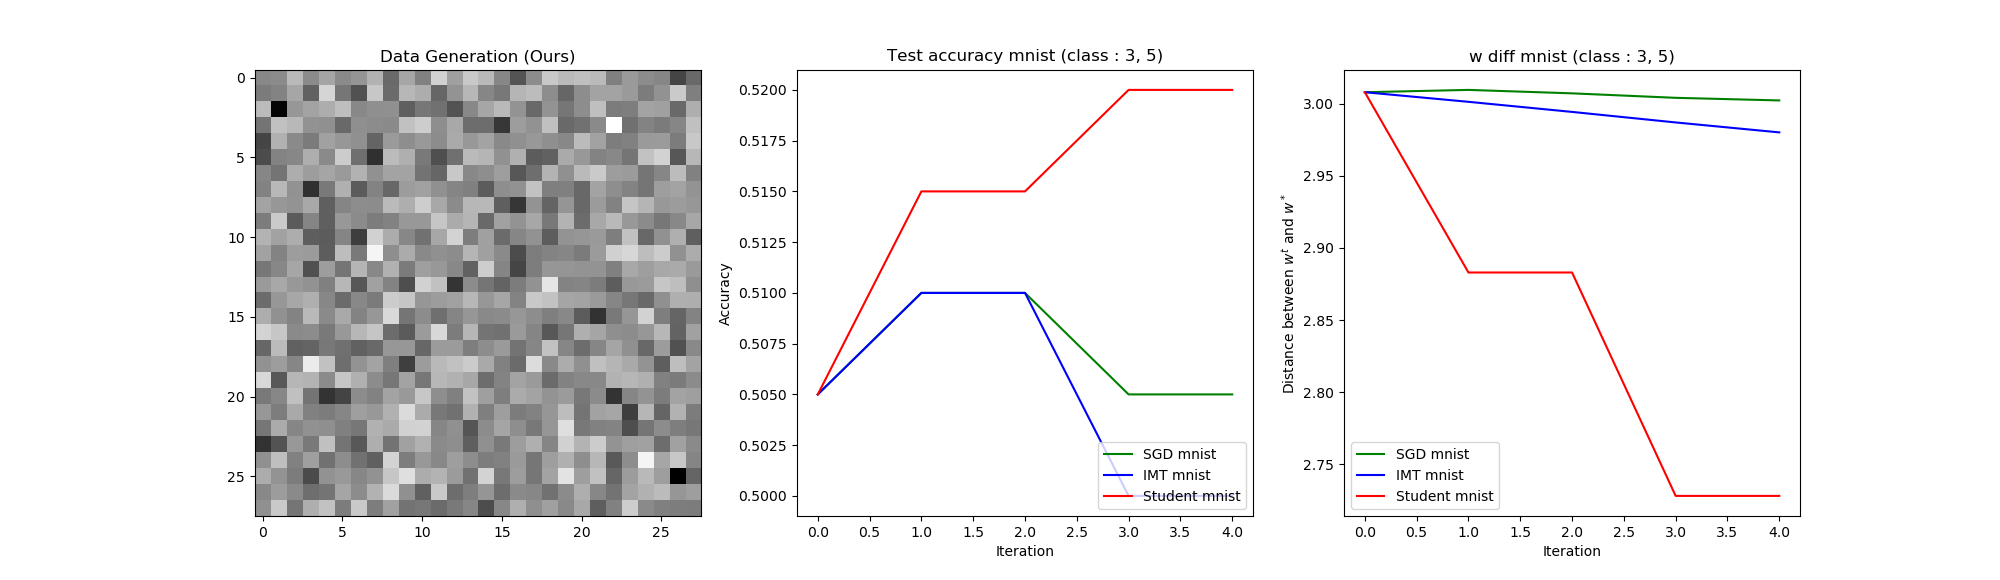 Data Generation (Ours)
0
5
10
15
20
25
0 5 10 15 20 25
Test accuracy mnist (class : 3, 5)
Accuracy
0.5200
0.5175
0.5150
0.5125
0.5100
0.5075
0.5050
0.5025
0.5000
SGD mnist
IMT mnist
Student mnist
0.0 0.5 1.0 1.5 2.0 2.5 3.0 3.5 4.0
Iteration
w diff mnist (class : 3, 5)
Distance between w^t and w^*
3.00
2.95
2.90
2.85
2.80
2.75
SGD mnist
IMT mnist
Student mnist
0.0 0.5 1.0 1.5 2.0 2.5 3.0 3.5 4.0
Iteration